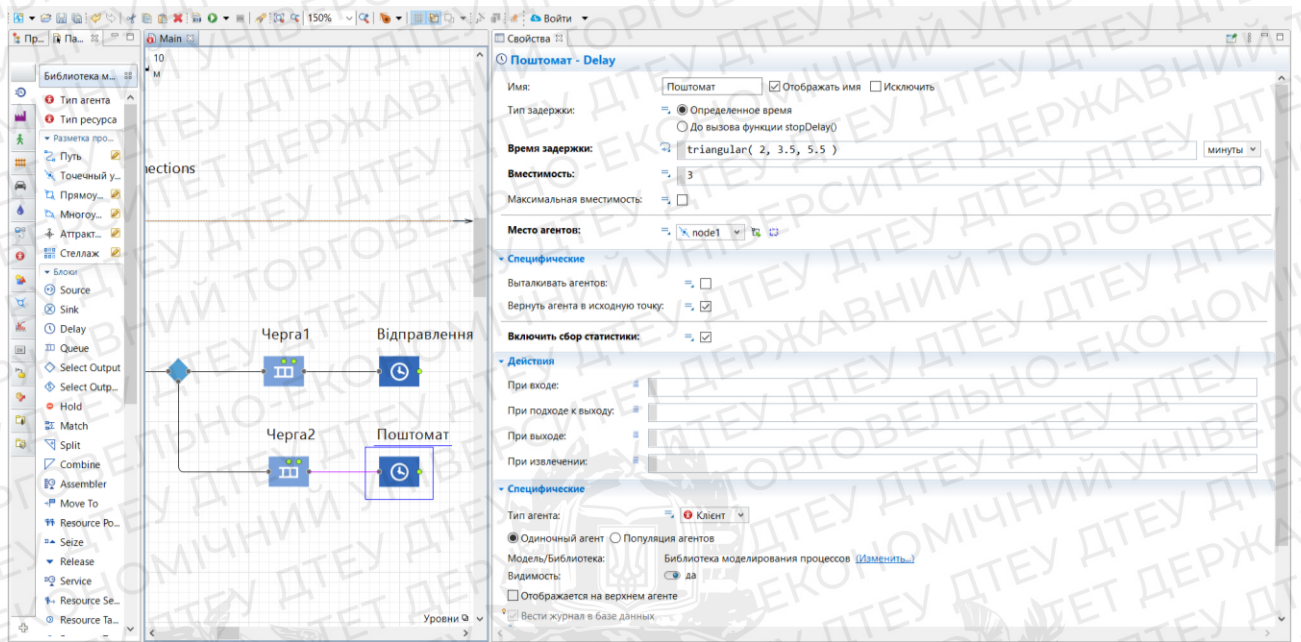 150%
Войти
Пр...
Па...
Main
Свойства
Библиотека м...
Тип агента
Тип ресурса
Разметка про...
Путь
Точечный у...
Прямоу...
Многоу...
Аттракт...
Стеллаж
Блоки
Source
Sink
Delay
Queue
Select Output
Select Outp...
Hold
Match
Split
Combine
Assembler
Move To
Resource Po...
Seize
Release
Service
Resource Se...
Resource Ta...
10
м
nections
Черга1
Відправлення
Черга2
Поштомат
Уровни
Поштомат - Delay
Имя:
Поштомат
Отображать имя
Исключить
Тип задержки:
Определенное время
До вызова функции stopDelay()
Время задержки:
triangular( 2, 3.5, 5.5 )
минуты
Вместимость:
3
Максимальная вместимость:
Место агентов:
node1
Специфические
Выталкивать агентов:
Вернуть агента в исходную точку:
Включить сбор статистики:
Действия
При входе:
При подходе к выходу:
При выходе:
При извлечении:
Специфические
Тип агента:
Клієнт
Одиночный агент
Популяция агентов
Модель/Библиотека:
Библиотека моделирования процессов (Изменить...)
Видимость:
да
Отображается на верхнем агенте
Вести журнал в базе данных